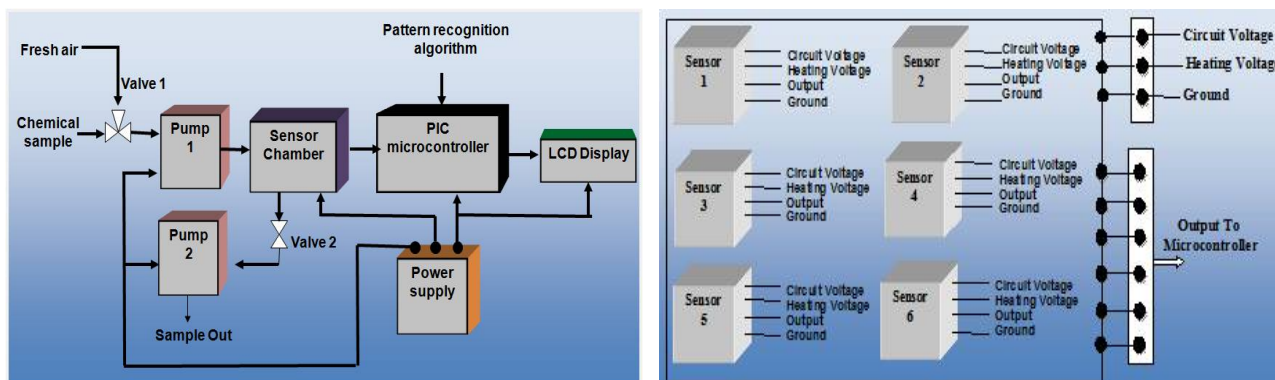 Fresh air
Pattern recognition
algorithm
Valve 1
Chemical
sample
Pump
1
Sensor
Chamber
PIC
microcontroller
LCD Display
Pump
2
Valve 2
Power
supply
Sample Out
Sensor
1
Circuit Voltage
Heating Voltage
Output
Ground
Sensor
2
Circuit Voltage
Heating Voltage
Output
Ground
Circuit Voltage
Heating Voltage
Ground
Sensor
3
Circuit Voltage
Heating Voltage
Output
Ground
Sensor
4
Circuit Voltage
Heating Voltage
Output
Ground
Output To
Microcontroller
Sensor
5
Circuit Voltage
Heating Voltage
Output
Ground
Sensor
6
Circuit Voltage
Heating Voltage
Output
Ground